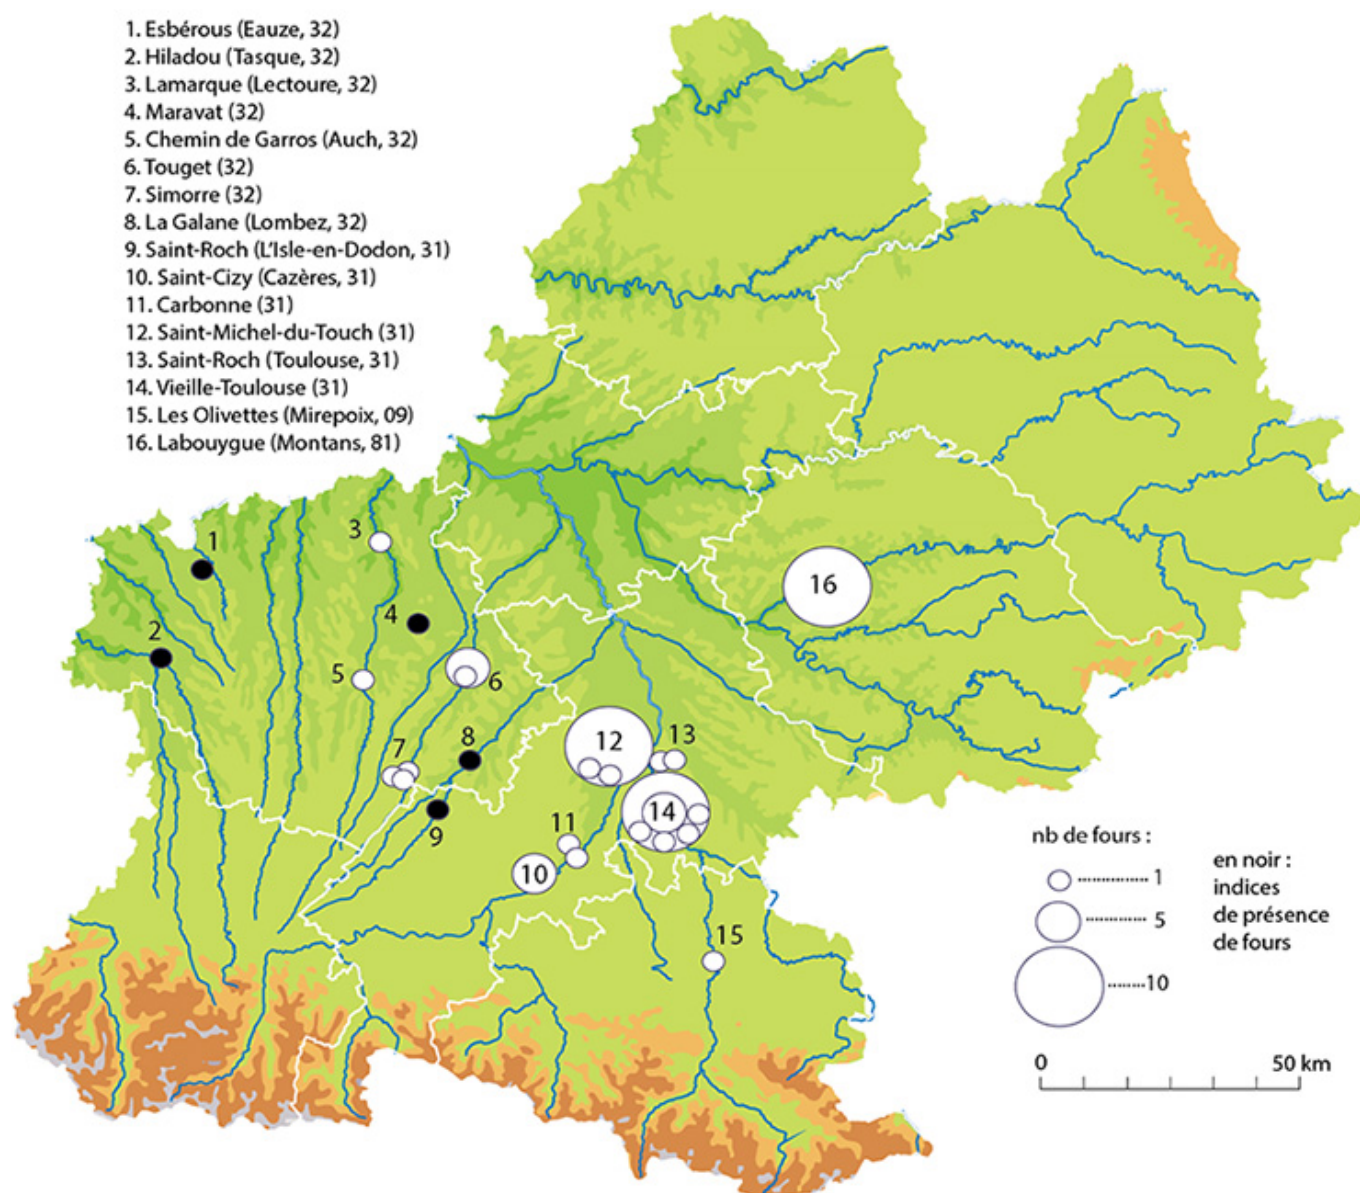 1. Esbérous (Eauze, 32)
2. Hiladou (Tasque, 32)
3. Lamarque (Lectoure, 32)
4. Maravat (32)
5. Chemin de Garros (Auch, 32)
6. Touget (32)
7. Simorre (32)
8. La Galane (Lombez, 32)
9. Saint-Roch (L'Isle-en-Dodon, 31)
10. Saint-Cizy (Cazères, 31)
11. Carbonne (31)
12. Saint-Michel-du-Touch (31)
13. Saint-Roch (Toulouse, 31)
14. Vieille-Toulouse (31)
15. Les Olivettes (Mirepoix, 09)
16. Labouygue (Montans, 81)
1
3
16
4
2
5
6
12
13
8
7
14
9
11
10
15
nb de fours :
1
5
10
en noir :
indices
de présence
de fours
0 50 km